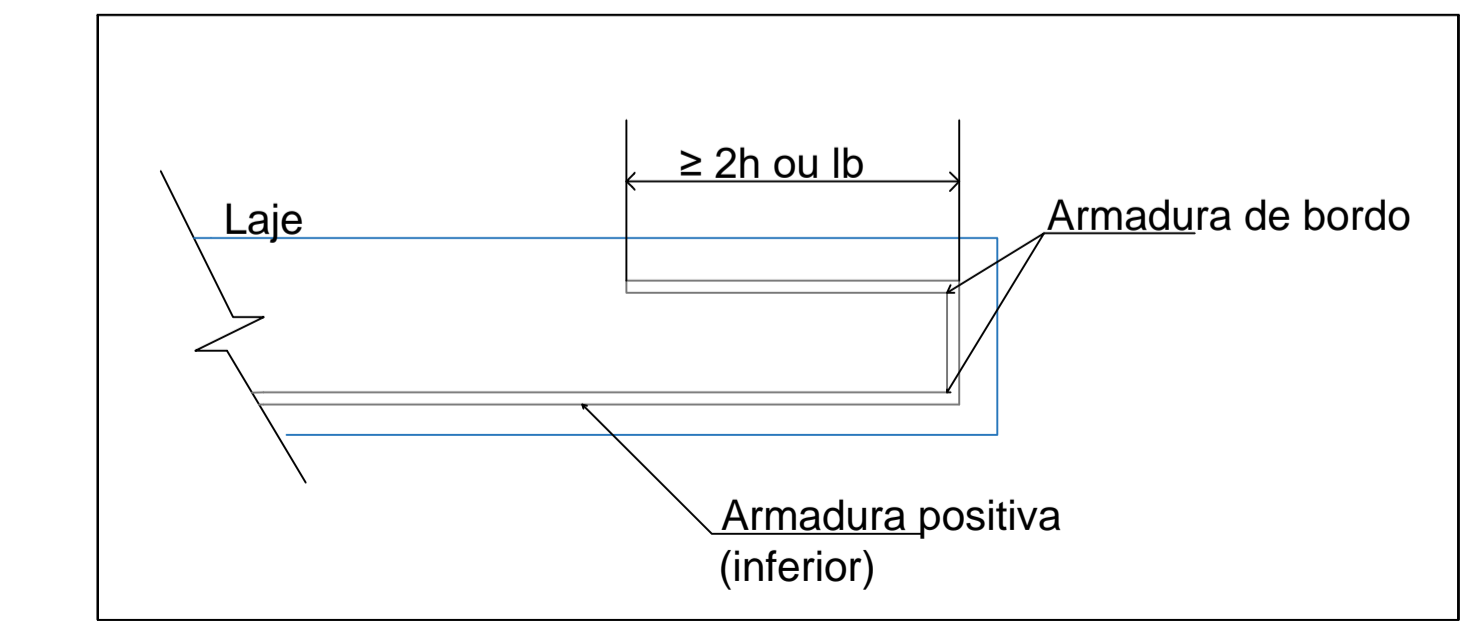 ≥ 2h ou lb
Laje
Armadura de bordo
Armadura positiva
(inferior)